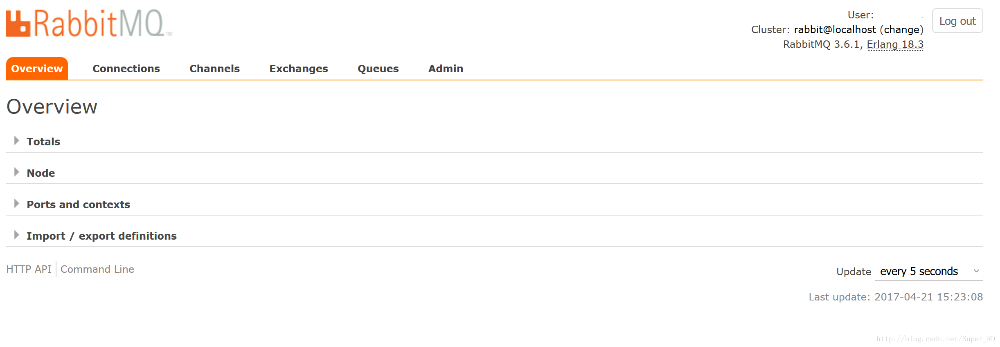 RabbitMQ™
User:
Cluster: rabbit@localhost (change)
RabbitMQ 3.6.1, Erlang 18.3
Log out
Overview Connections Channels Exchanges Queues Admin
Overview
Totals
Node
Ports and contexts
Import / export definitions
HTTP API Command Line
Update every 5 seconds
Last update: 2017-04-21 15:23:08
http://blog.csdn.net/Super_RD